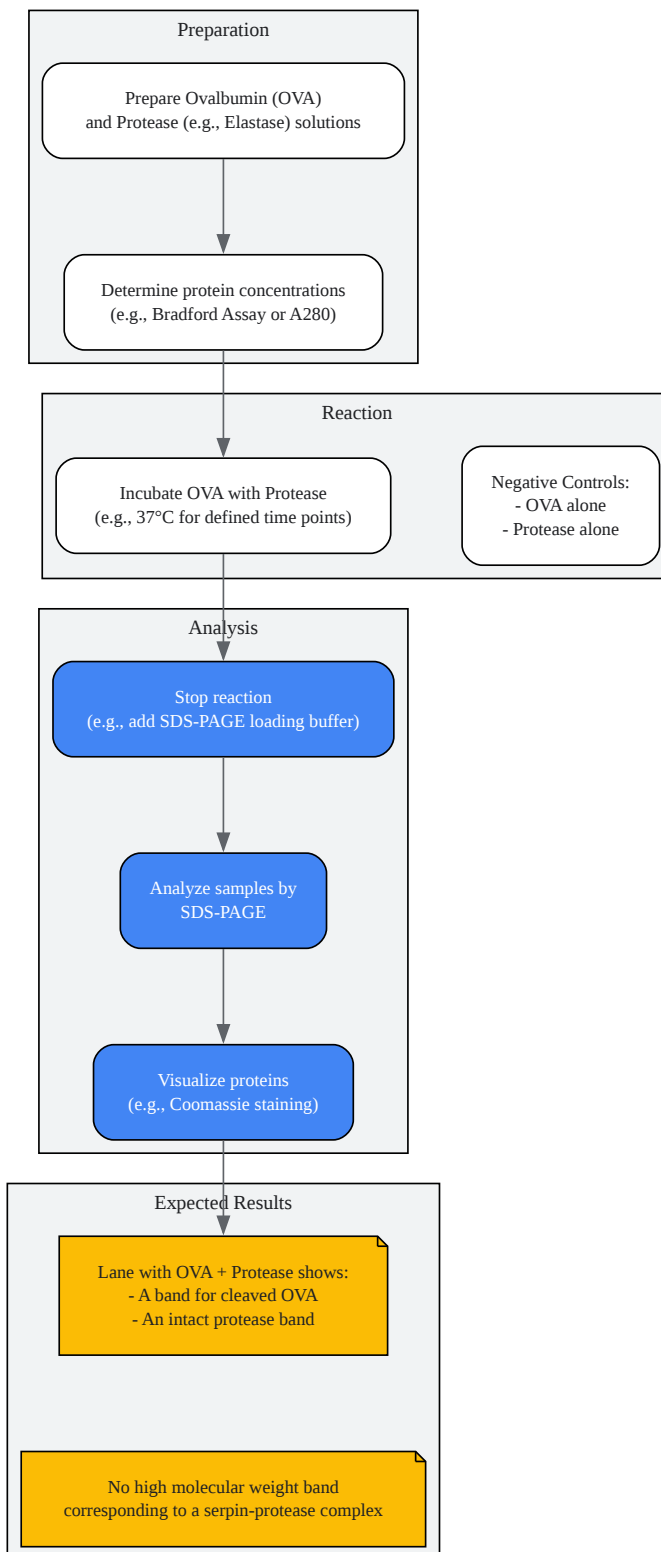 Preparation
Prepare Ovalbumin (OVA)
and Protease (e.g., Elastase) solutions
Determine protein concentrations
(e.g., Bradford Assay or A280)
Reaction
Incubate OVA with Protease
(e.g., 37°C for defined time points)
Negative Controls:
- OVA alone
- Protease alone
Analysis
Stop reaction
(e.g., add SDS-PAGE loading buffer)
Analyze samples by
SDS-PAGE
Visualize proteins
(e.g., Coomassie staining)
Expected Results
Lane with OVA + Protease shows:
- A band for cleaved OVA
- An intact protease band
No high molecular weight band
corresponding to a serpin-protease complex